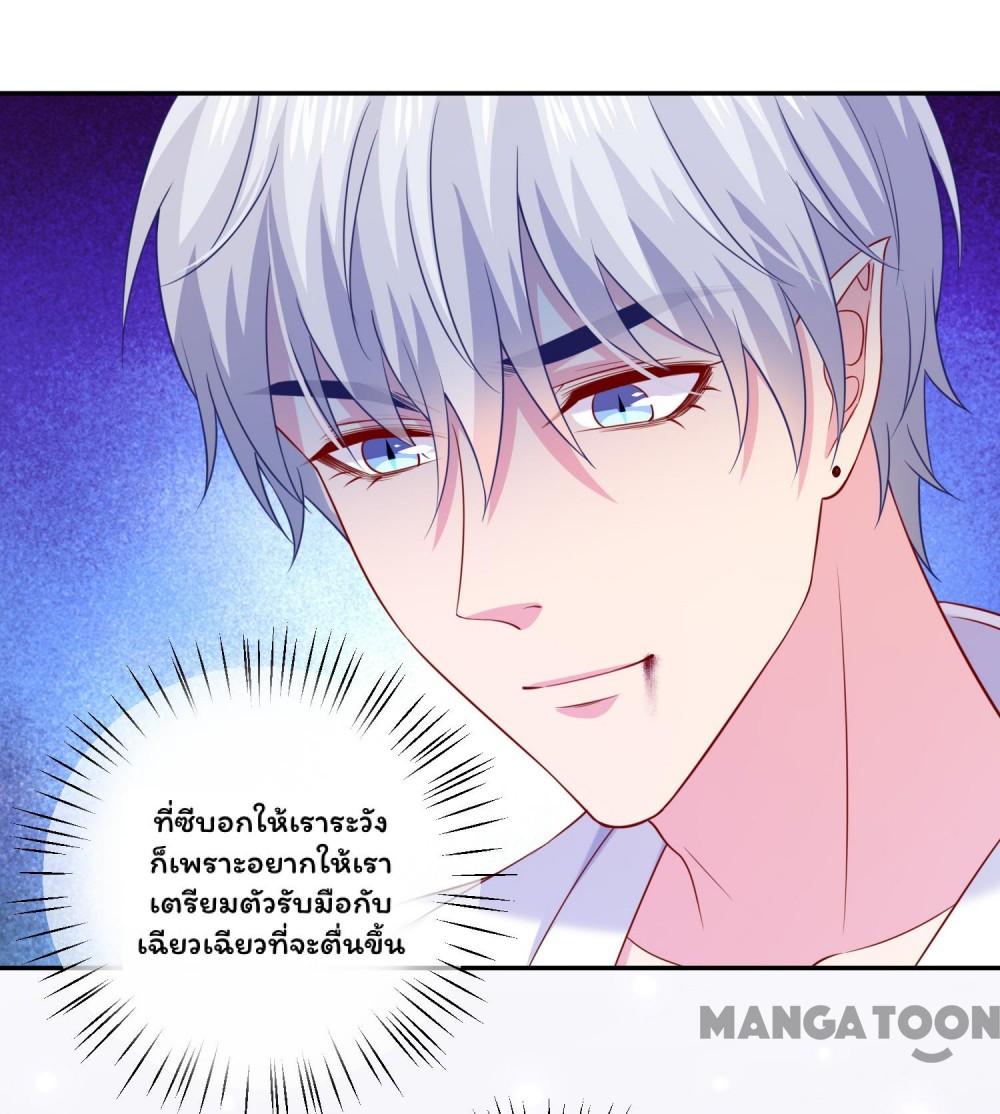 ที่ซีบอกให้เราระวัง
ก็เพราะอยากให้เรา
เตรียมตัวรับมือกับ
เฉียวเฉียวที่จะตื่นขึ้น
MANGATOON